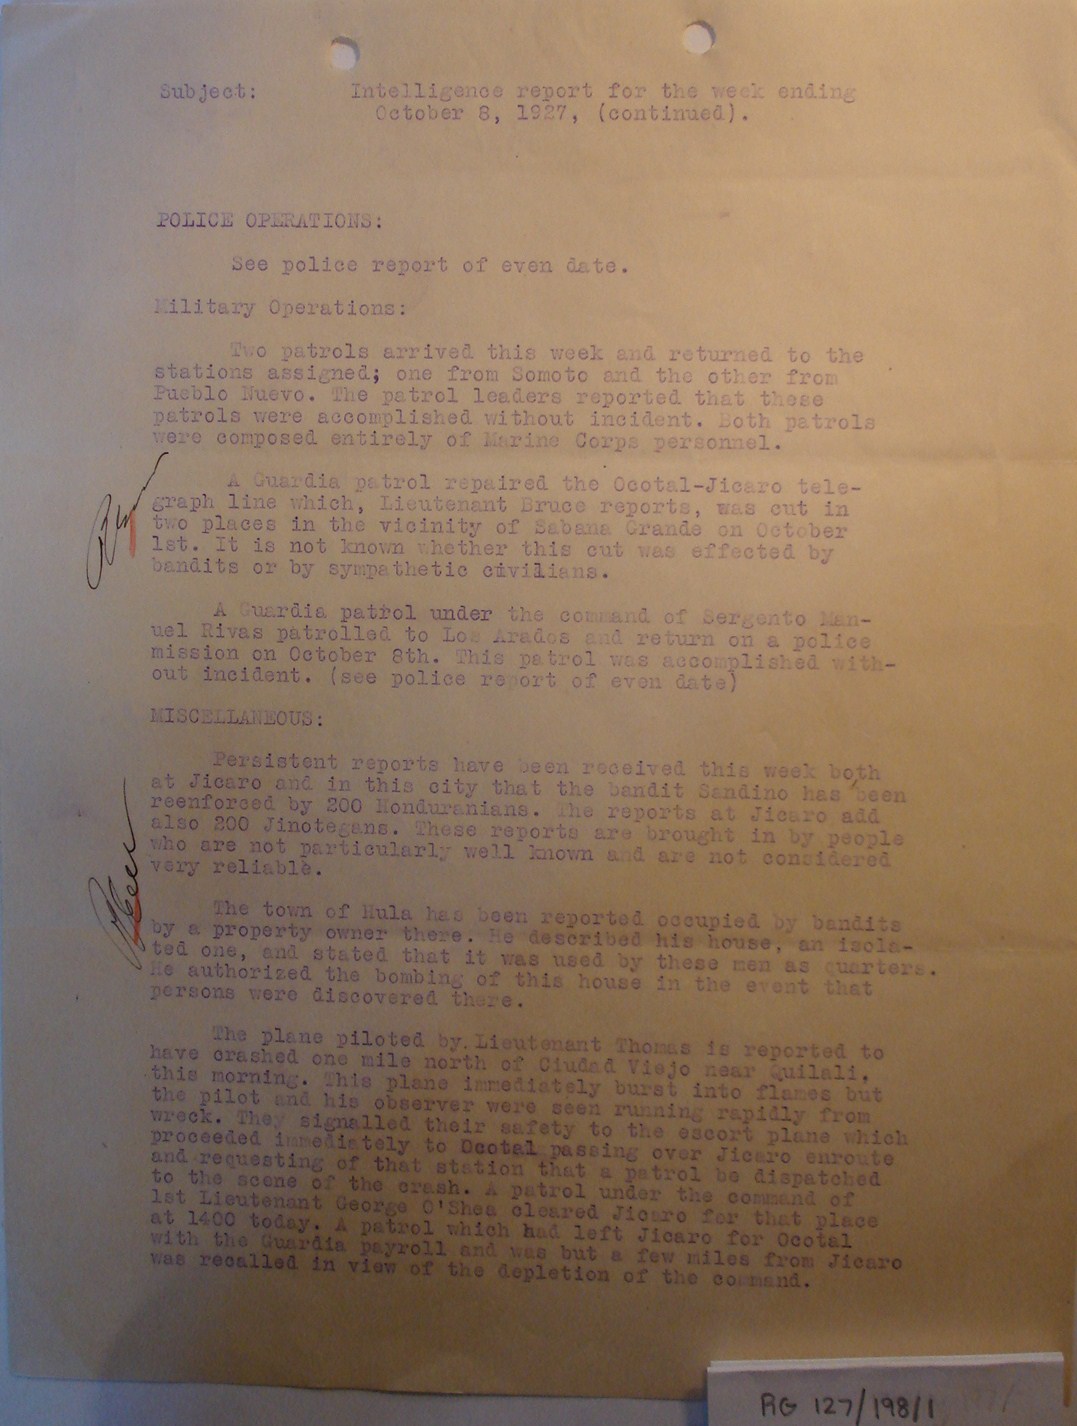 Subject: Intelligence report for the week ending
October 8, 1927, (continued).
POLICE OPERATIONS:
See police report of even date.
Military Operations:
Two patrols arrived this week and returned to the
stations assigned; one from Somoto and the other from
Pueblo Nuevo. The patrol leaders reported that these
patrols were accomplished without incident. Both patrols
were composed entirely of Marine Corps personnel.
A Guardia patrol repaired the Ocotal-Jicaro tele-
graph line which, Lieutenant Bruce reports, was cut in
two places in the vicinity of Sabana Grande on October
1st. It is not known whether this cut was effected by
bandits or by sympathetic civilians.
A Guardia patrol under the command of Sergento Man-
uel Rivas patrolled to Los Arados and return on a police
mission on October 8th. This patrol was accomplished with-
out incident. (see police report of even date)
MISCELLANEOUS:
Persistent reports have been received this week both
at Jicaro and in this city that the bandit Sandino has been
reenforced by 200 Honduranians. The reports at Jicaro add
also 200 Jinotegans. These reports are brought in by people
who are not particularly well known and are not considered
very reliable.
The town of Mula has been reported occupied by bandits
by a property owner there. He described his house, an isola-
ted one, and stated that it was used by these men as quarters.
He authorized the bombing of this house in the event that
persons were discovered there.
The plane piloted by Lieutenant Thomas is reported to
have crashed one mile north of Ciudad Viejo near Quilali,
this morning. This plane immediately burst into flames but
the pilot and his observer were seen running rapidly from
wreck. They signalled their safety to the escort plane which
proceeded immediately to Ocotal passing over Jicaro enroute
and requesting of that station that a patrol be dispatched
to the scene of the crash. A patrol under the command of
1st Lieutenant George O'Shea cleared Jicaro for that place
at 1400 today. A patrol which had left Jicaro for Ocotal
with the Guardia payroll and was but a few miles from Jicaro
was recalled in view of the depletion of the command.
RG 127/198/1